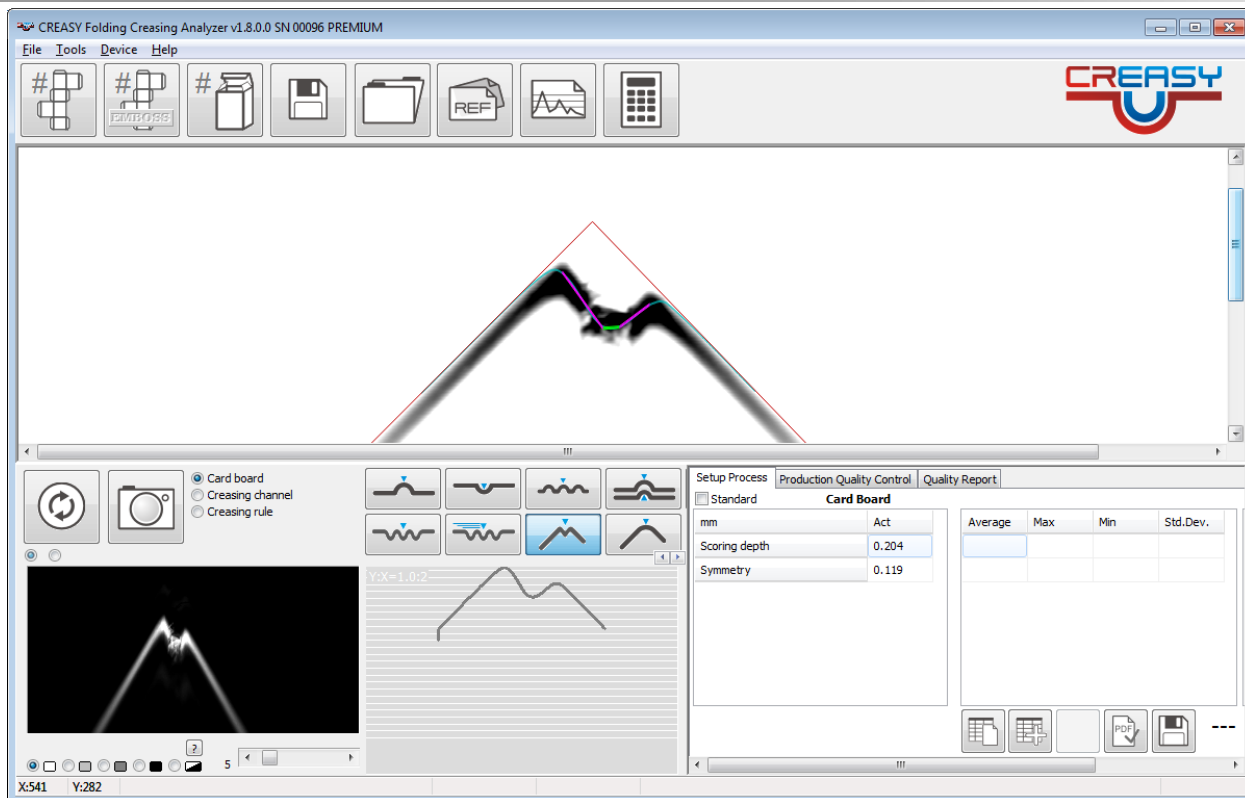 CREASY Folding Creasing Analyzer v1.8.0.0 SN 00096 PREMIUM
File Tools Device Help
# # EMBOSS # REF
CREASY
Card board
Creasing channel
Creasing rule
Setup Process Production Quality Control Quality Report
Standard Card Board
mm Act Average Max Min Std.Dev.
Scoring depth 0.204
Symmetry 0.119
Y:X=1.0:2
PDF ---
? 5
X:541 Y:282